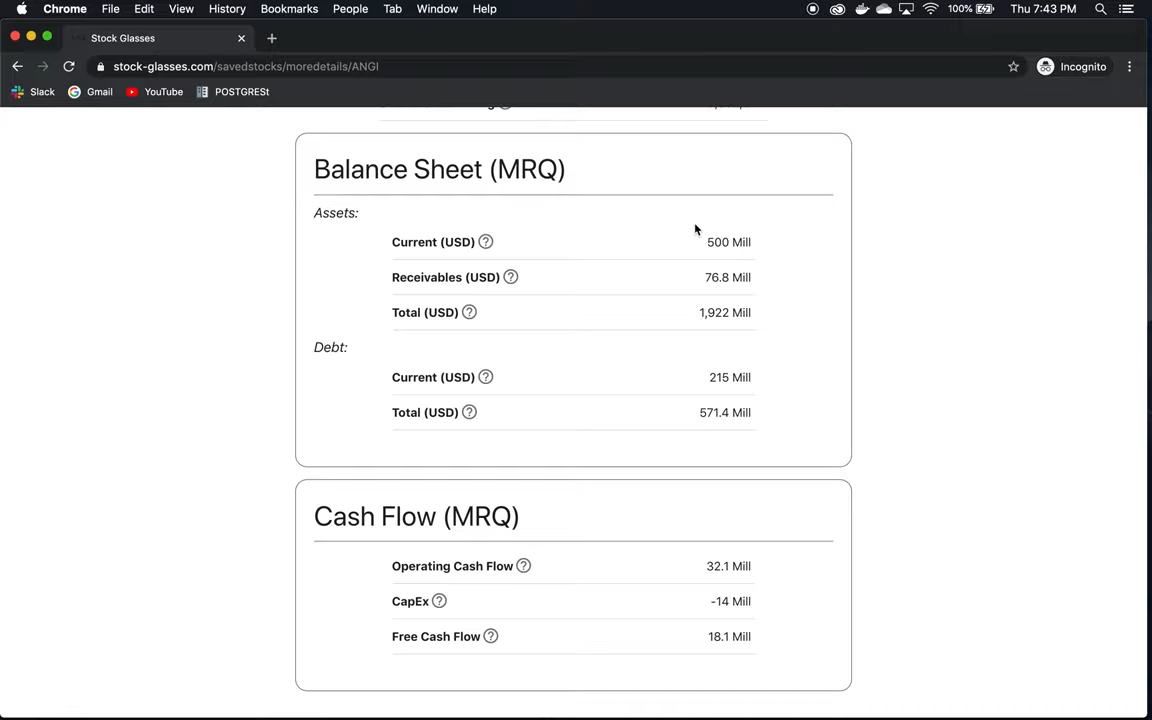 Chrome File Edit View History Bookmarks People Tab Window Help 100% Thu 7:43 PM
Stock Glasses
stock-glasses.com/savedstocks/moredetails/ANGI Incognito
Slack Gmail YouTube POSTGRESt
Balance Sheet (MRQ)
Assets:
Current (USD) ? 500 Mill
Receivables (USD) ? 76.8 Mill
Total (USD) ? 1,922 Mill
Debt:
Current (USD) ? 215 Mill
Total (USD) ? 571.4 Mill
Cash Flow (MRQ)
Operating Cash Flow ? 32.1 Mill
CapEx ? -14 Mill
Free Cash Flow ? 18.1 Mill